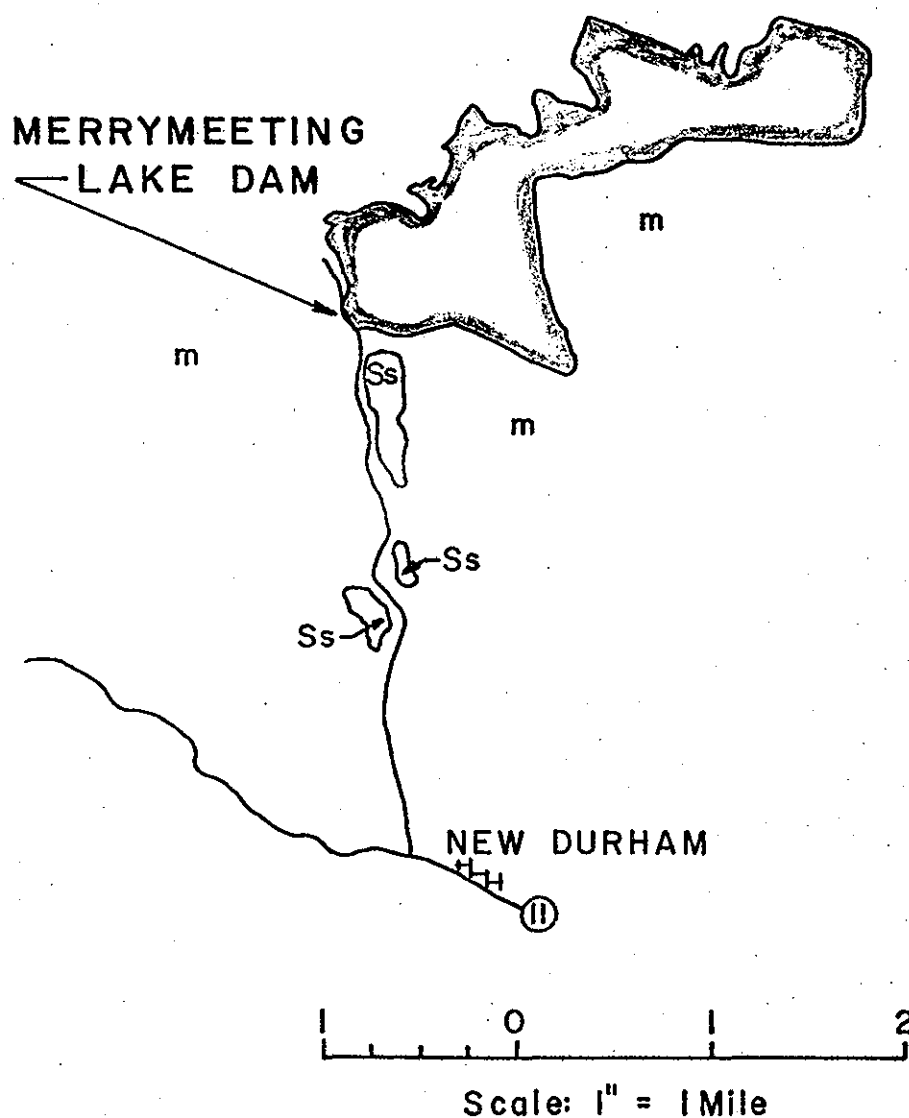 MERRYMEETING
LAKE DAM
m
m
Ss
m
Ss
Ss
NEW DURHAM
11
1 0 1 2
Scale: 1" = 1 Mile